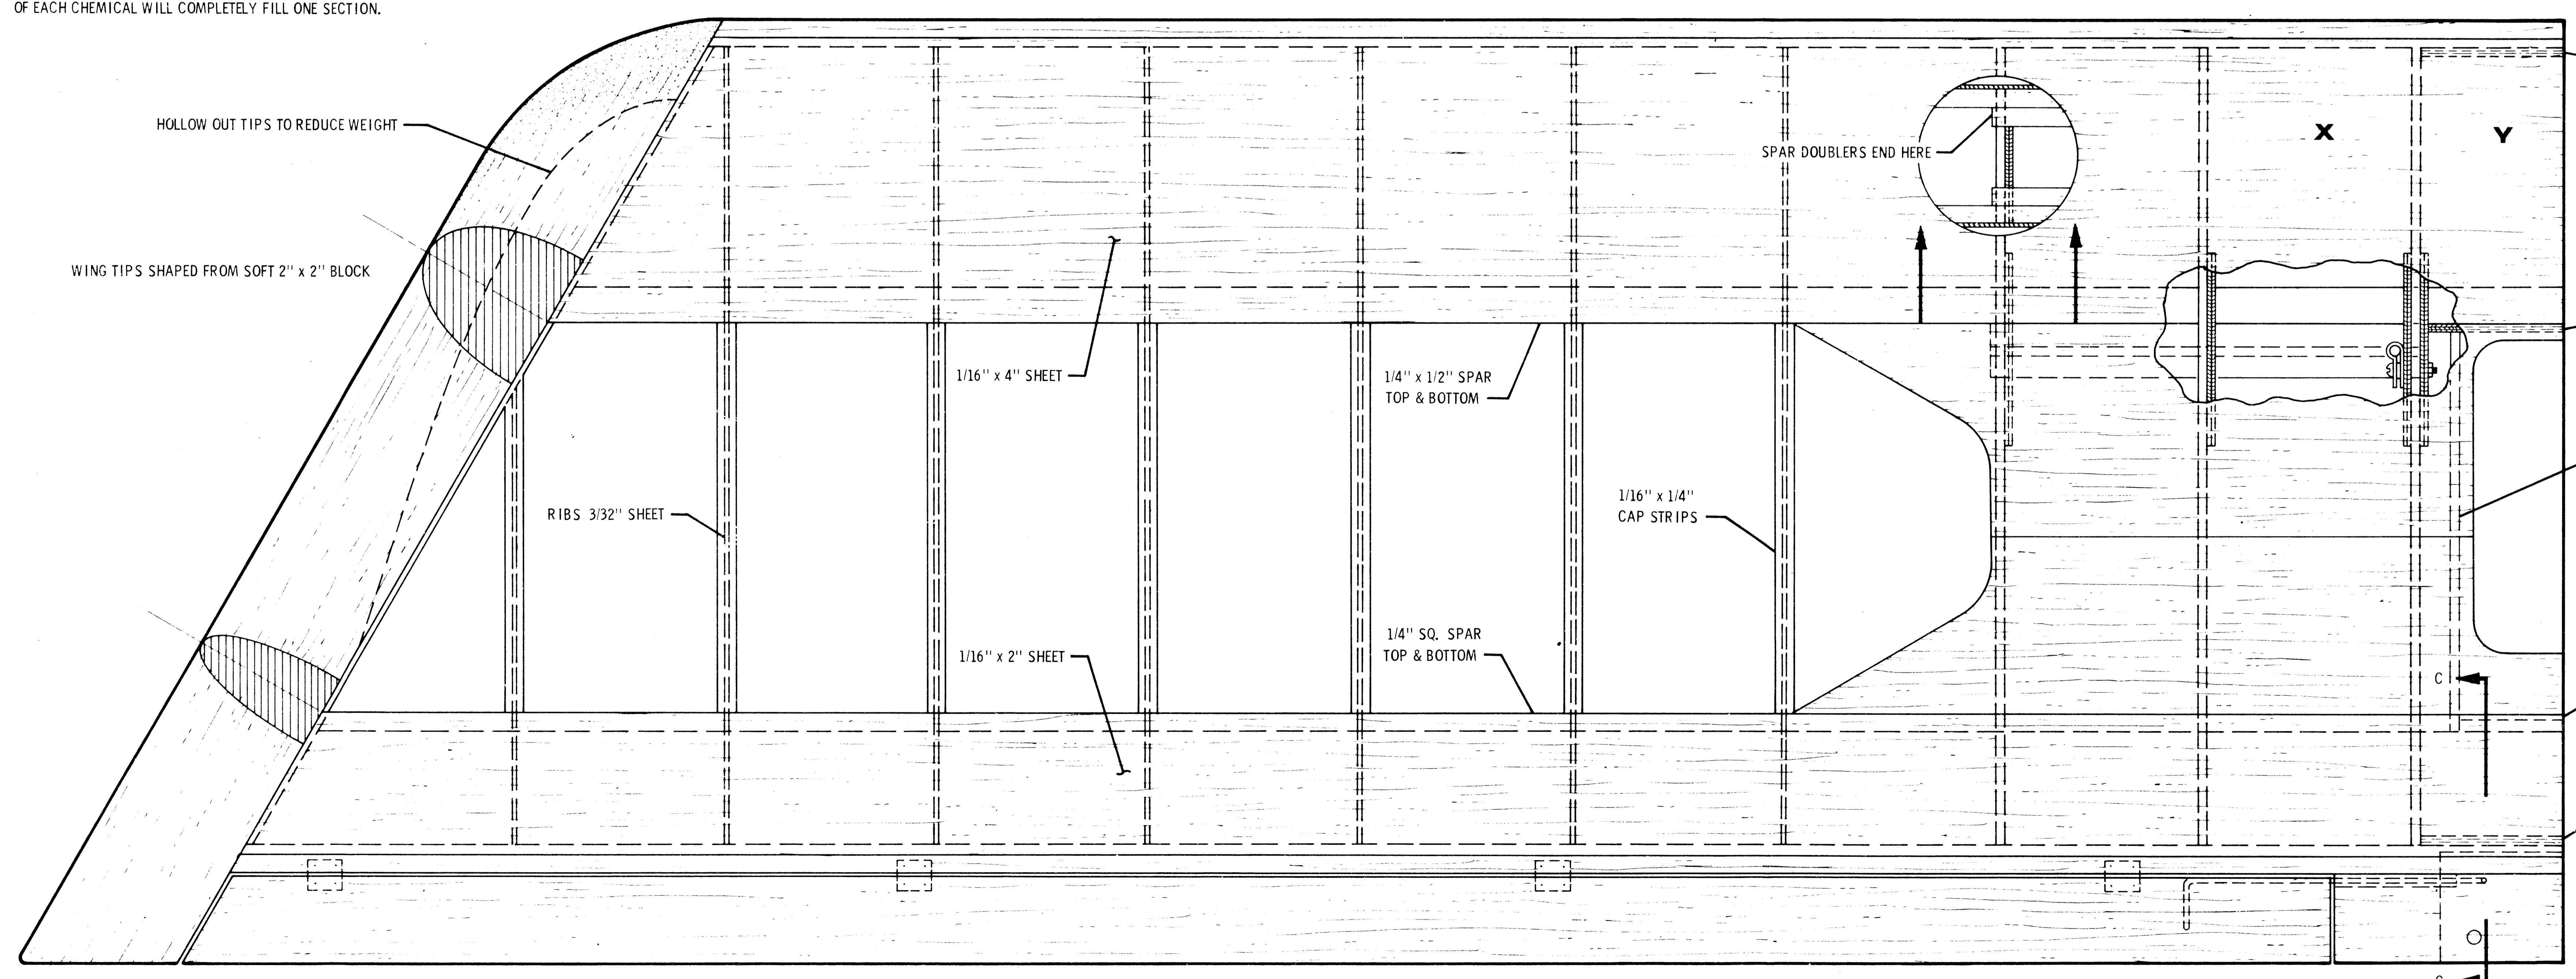 OF EACH CHEMICAL WILL COMPLETELY FILL ONE SECTION.
HOLLOW OUT TIPS TO REDUCE WEIGHT
SPAR DOUBLERS END HERE
X
Y
WING TIPS SHAPED FROM SOFT 2" x 2" BLOCK
1/16" x 4" SHEET
1/4" x 1/2" SPAR
TOP & BOTTOM
RIBS 3/32" SHEET
1/16" x 1/4"
CAP STRIPS
1/16" x 2" SHEET
1/4" SQ. SPAR
TOP & BOTTOM
C